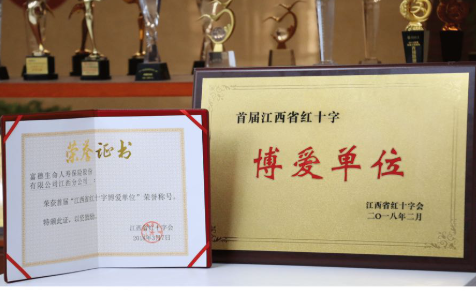 荣誉证书
富德生命人寿保险股份
有限公司江西分公司
荣获首届“江西省红十字博爱单位”荣誉称号。
特颁此证，以资鼓励
江西省红十字会
首届江西省红十字
博爱单位
江西省红十字会
二〇一八年二月